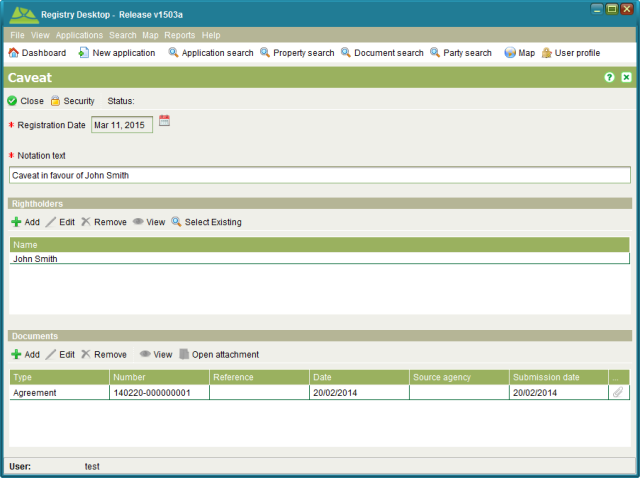 Registry Desktop - Release v1503a
File View Applications Search Map Reports Help
Dashboard New application Application search Property search Document search Party search Map User profile
Caveat ?
Close Security Status:
* Registration Date Mar 11, 2015
* Notation text
Caveat in favour of John Smith
Rightholders
Add Edit Remove View Select Existing
Name
John Smith
Documents
Add Edit Remove View Open attachment
Type Number Reference Date Source agency Submission date ...
Agreement 140220-000000001 20/02/2014 20/02/2014
User: test